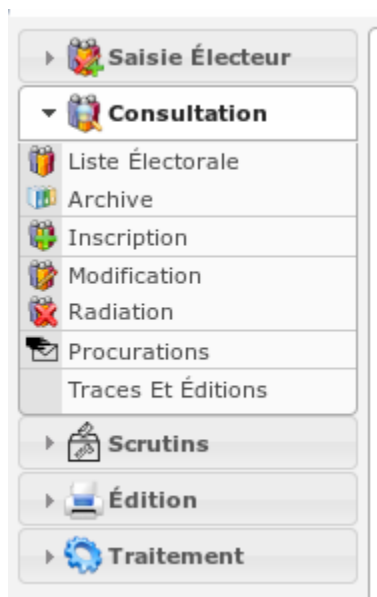 Saisie Électeur
Consultation
Liste Électorale
Archive
Inscription
Modification
Radiation
Procurations
Traces Et Éditions
Scrutins
Édition
Traitement